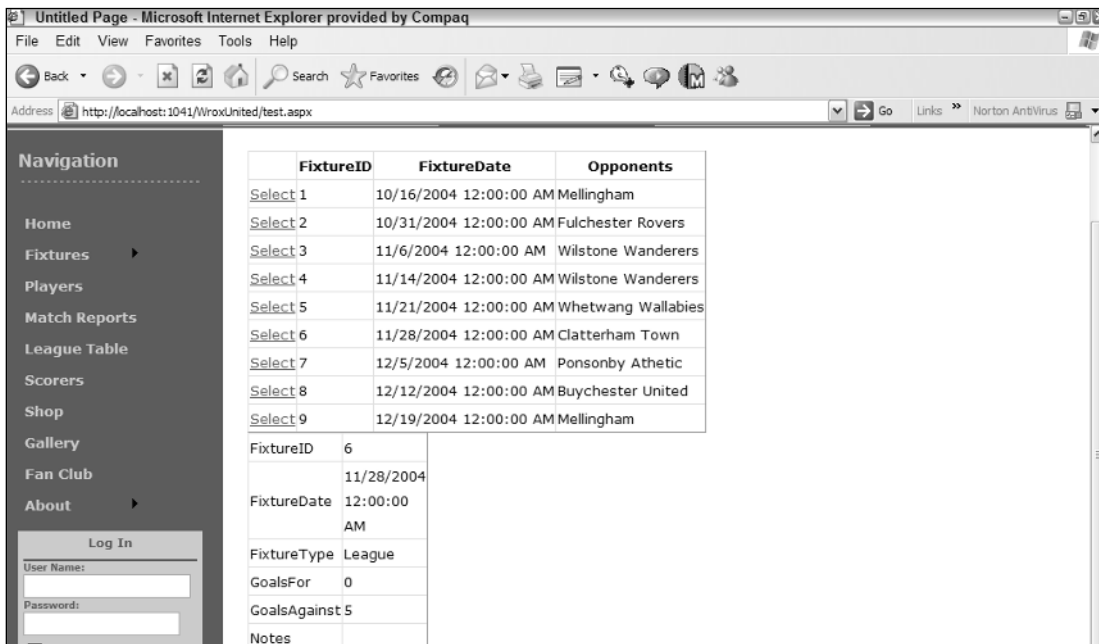 Untitled Page - Microsoft Internet Explorer provided by Compaq
File Edit View Favorites Tools Help
Back Search Favorites
Address http://localhost:1041/WroxUnited/test.aspx Go Links » Norton AntiVirus
Navigation
Home
Fixtures
Players
Match Reports
League Table
Scorers
Shop
Gallery
Fan Club
About
Log In
User Name:
Password:
FixtureID FixtureDate Opponents
Select 1 10/16/2004 12:00:00 AM Mellingham
Select 2 10/31/2004 12:00:00 AM Fulchester Rovers
Select 3 11/6/2004 12:00:00 AM Wilstone Wanderers
Select 4 11/14/2004 12:00:00 AM Wilstone Wanderers
Select 5 11/21/2004 12:00:00 AM Whetwang Wallabies
Select 6 11/28/2004 12:00:00 AM Clatterham Town
Select 7 12/5/2004 12:00:00 AM Ponsonby Athetic
Select 8 12/12/2004 12:00:00 AM Buychester United
Select 9 12/19/2004 12:00:00 AM Mellingham
FixtureID 6
FixtureDate 11/28/2004
12:00:00
AM
FixtureType League
GoalsFor 0
GoalsAgainst 5
Notes